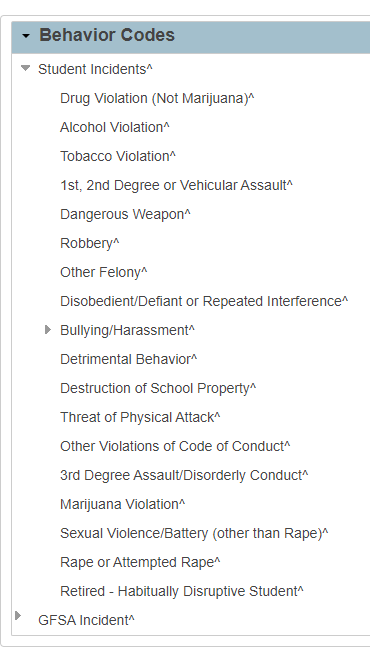 Behavior Codes
Student Incidents^
Drug Violation (Not Marijuana)^
Alcohol Violation^
Tobacco Violation^
1st, 2nd Degree or Vehicular Assault^
Dangerous Weapon^
Robbery^
Other Felony^
Disobedient/Defiant or Repeated Interference^
Bullying/Harassment^
Detrimental Behavior^
Destruction of School Property^
Threat of Physical Attack^
Other Violations of Code of Conduct^
3rd Degree Assault/Disorderly Conduct^
Marijuana Violation^
Sexual Violence/Battery (other than Rape)^
Rape or Attempted Rape^
Retired - Habitually Disruptive Student^
GFSA Incident^